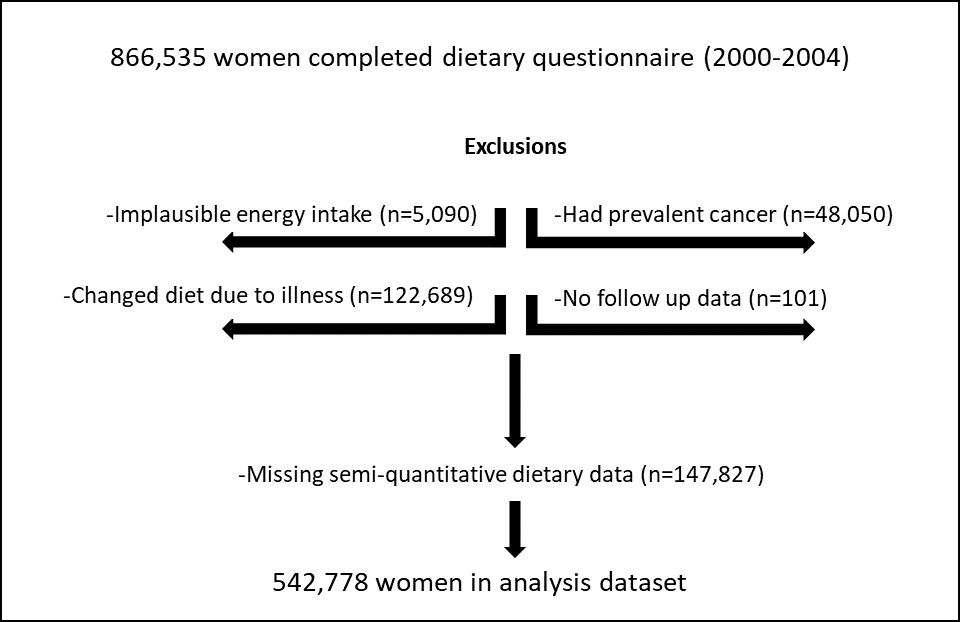 866,535 women completed dietary questionnaire (2000-2004)
Exclusions
-Implausible energy intake (n=5,090)
-Had prevalent cancer (n=48,050)
-Changed diet due to illness (n=122,689)
-No follow up data (n=101)
-Missing semi-quantitative dietary data (n=147,827)
542,778 women in analysis dataset